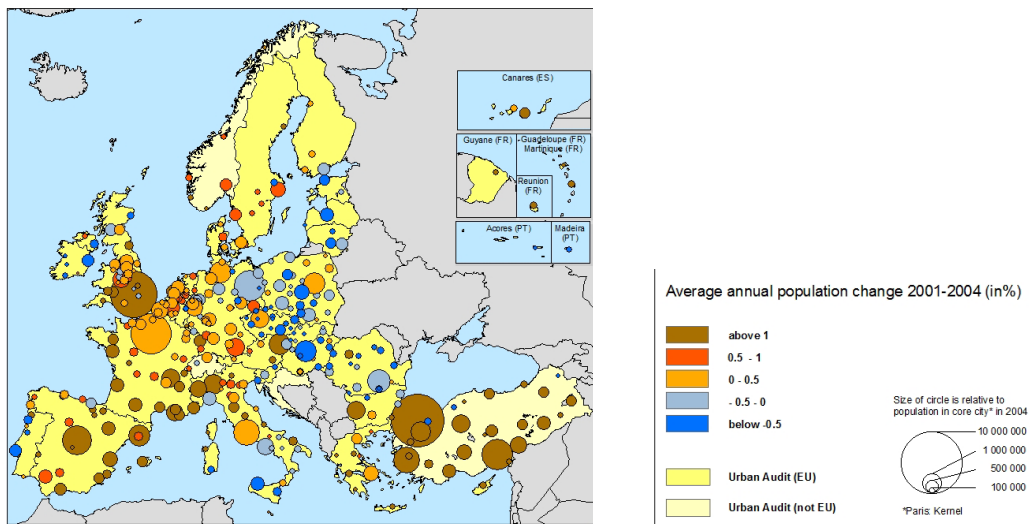 Canares (ES)
Guyane (FR)
Guadeloupe (FR)
Martinique (FR)
Reunion
(FR)
Acores (PT)
Madeira
(PT)
Average annual population change 2001-2004 (in%)
above 1
0.5 - 1
0 - 0.5
- 0.5 - 0
below -0.5
Urban Audit (EU)
Urban Audit (not EU)
Size of circle is relative to
population in core city* in 2004
10 000 000
1 000 000
500 000
100 000
*Paris: Kernel